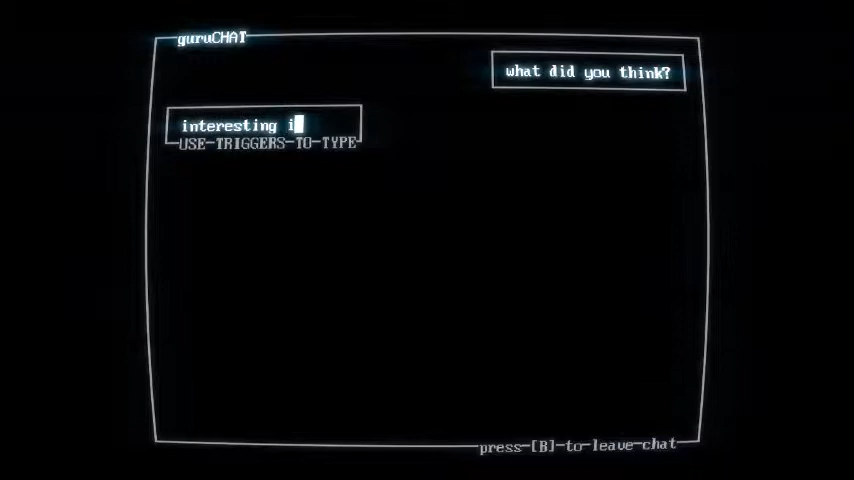 guruCHAT
what did you think?
interesting i
USE-TRIGGERS-TO-TYPE
press-[B]-to-leave-chat